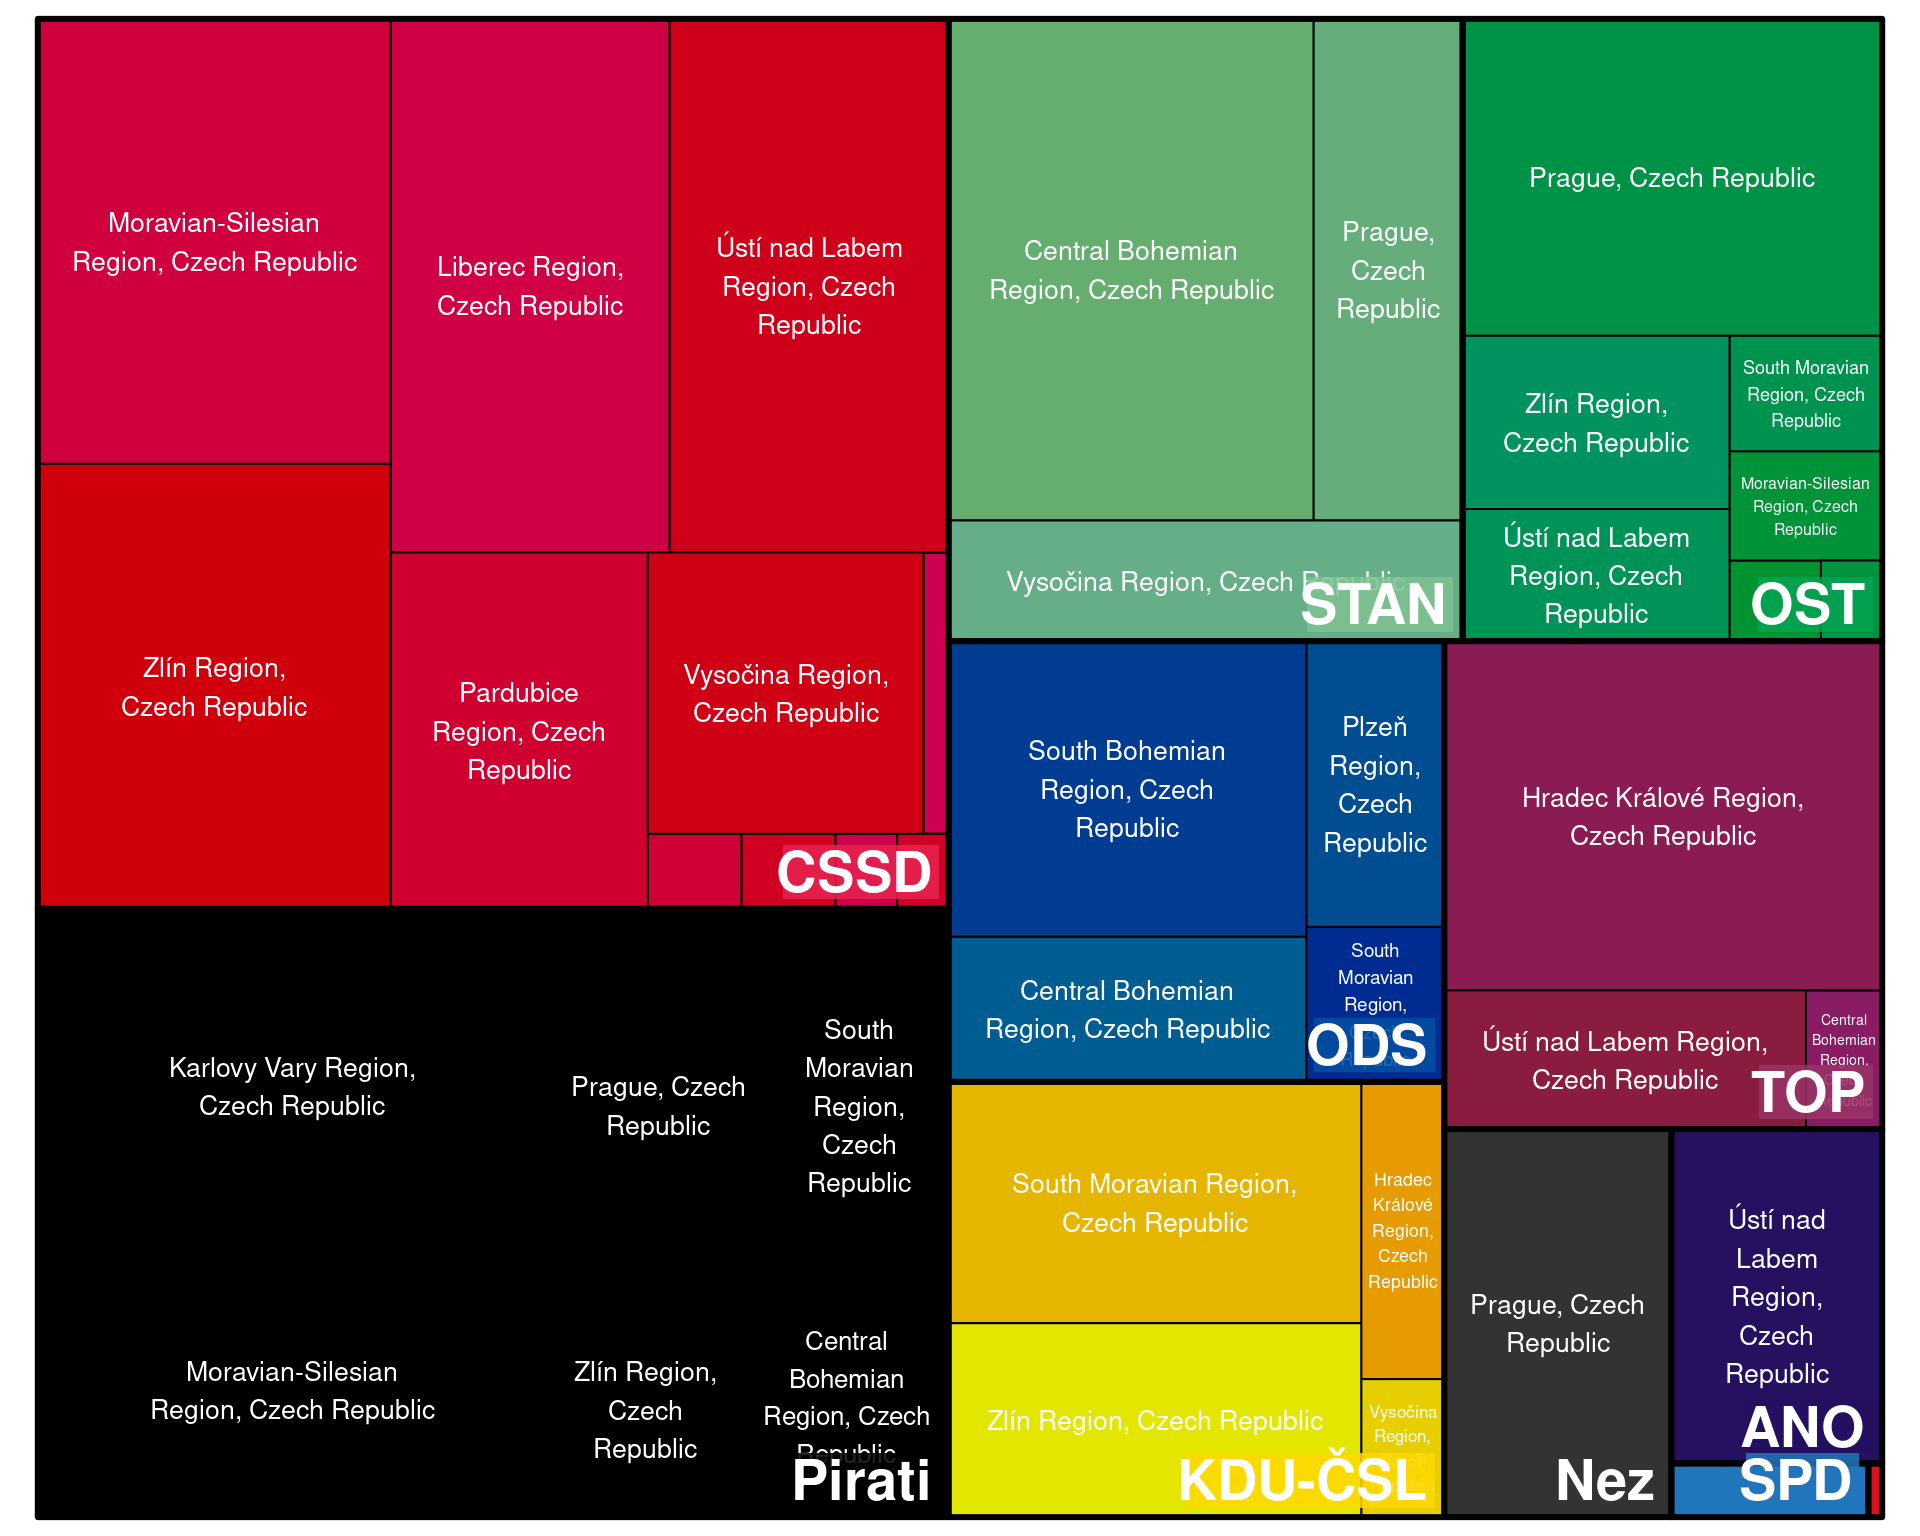 Moravian-Silesian
Region, Czech Republic
Liberec Region,
Czech Republic
Ústí nad Labem
Region, Czech
Republic
Zlín Region,
Czech Republic
Pardubice
Region, Czech
Republic
Vysočina Region,
Czech Republic
CSSD
Central Bohemian
Region, Czech Republic
Prague,
Czech
Republic
Vysočina Region, Czech Republic
STAN
Prague, Czech Republic
Zlín Region,
Czech Republic
South Moravian
Region, Czech
Republic
Moravian-Silesian
Region, Czech
Republic
Ústí nad Labem
Region, Czech
Republic
OST
South Bohemian
Region, Czech
Republic
Plzeň
Region,
Czech
Republic
Central Bohemian
Region, Czech Republic
South
Moravian
Region,
ODS
Hradec Králové Region,
Czech Republic
Ústí nad Labem Region,
Czech Republic
Central
Bohemian
Region,
TOP
Karlovy Vary Region,
Czech Republic
Prague, Czech
Republic
South
Moravian
Region,
Czech
Republic
Moravian-Silesian
Region, Czech Republic
Zlín Region,
Czech
Republic
Central
Bohemian
Region, Czech
Republic
Pirati
South Moravian Region,
Czech Republic
Hradec
Králové
Region,
Czech
Republic
Zlín Region, Czech Republic
Vysočina
Region,
KDU-ČSL
Prague, Czech
Republic
Nez
Ústí nad
Labem
Region,
Czech
Republic
ANO
SPD